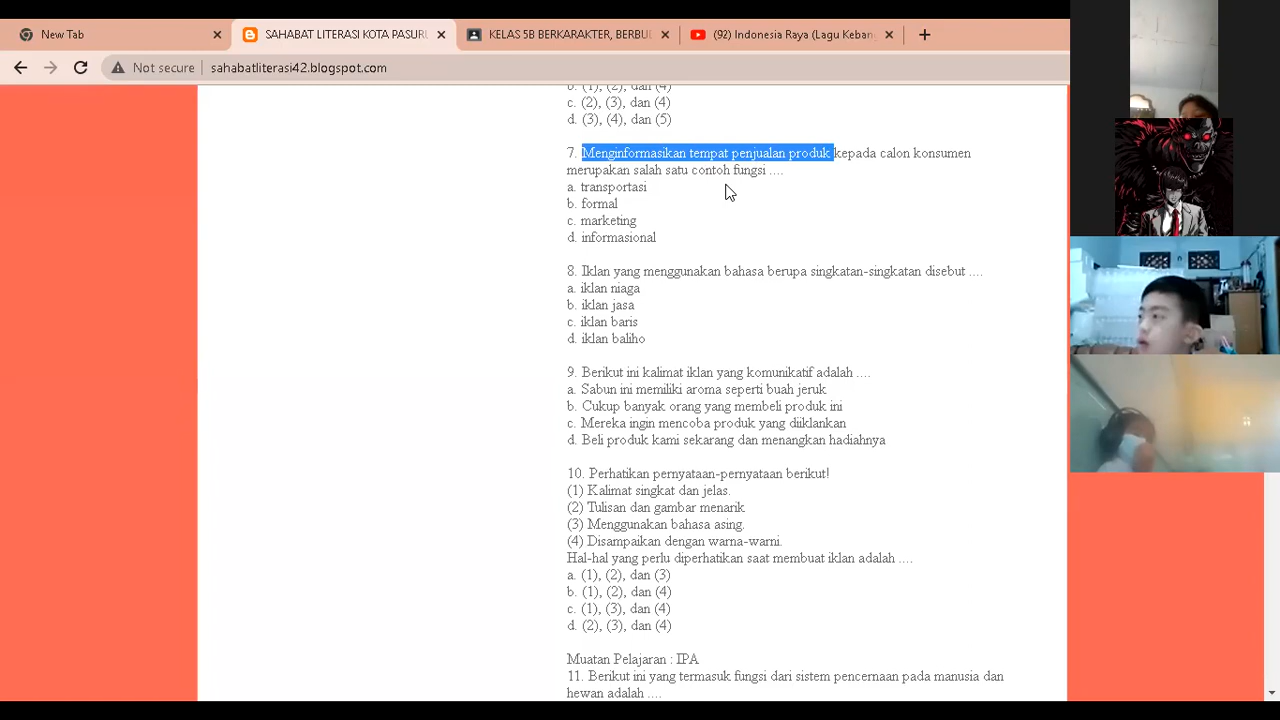 New Tab
SAHABAT LITERASI KOTA PASURU
KELAS 5B BERKARAKTER, BERBUD
(92) Indonesia Raya (Lagu Kebang
Not secure
sahabatliterasi42.blogspot.com
b. (1), (2), dan (4)
c. (2), (3), dan (4)
d. (3), (4), dan (5)
7. Menginformasikan tempat penjualan produk kepada calon konsumen
merupakan salah satu contoh fungsi ....
a. transportasi
b. formal
c. marketing
d. informasional
8. Iklan yang menggunakan bahasa berupa singkatan-singkatan disebut ....
a. iklan niaga
b. iklan jasa
c. iklan baris
d. iklan baliho
9. Berikut ini kalimat iklan yang komunikatif adalah ....
a. Sabun ini memiliki aroma seperti buah jeruk
b. Cukup banyak orang yang membeli produk ini
c. Mereka ingin mencoba produk yang diiklankan
d. Beli produk kami sekarang dan menangkan hadiahnya
10. Perhatikan pernyataan-pernyataan berikut!
(1) Kalimat singkat dan jelas.
(2) Tulisan dan gambar menarik
(3) Menggunakan bahasa asing.
(4) Disampaikan dengan warna-warni.
Hal-hal yang perlu diperhatikan saat membuat iklan adalah ....
a. (1), (2), dan (3)
b. (1), (2), dan (4)
c. (1), (3), dan (4)
d. (2), (3), dan (4)
Muatan Pelajaran : IPA
11. Berikut ini yang termasuk fungsi dari sistem pencernaan pada manusia dan
hewan adalah ....